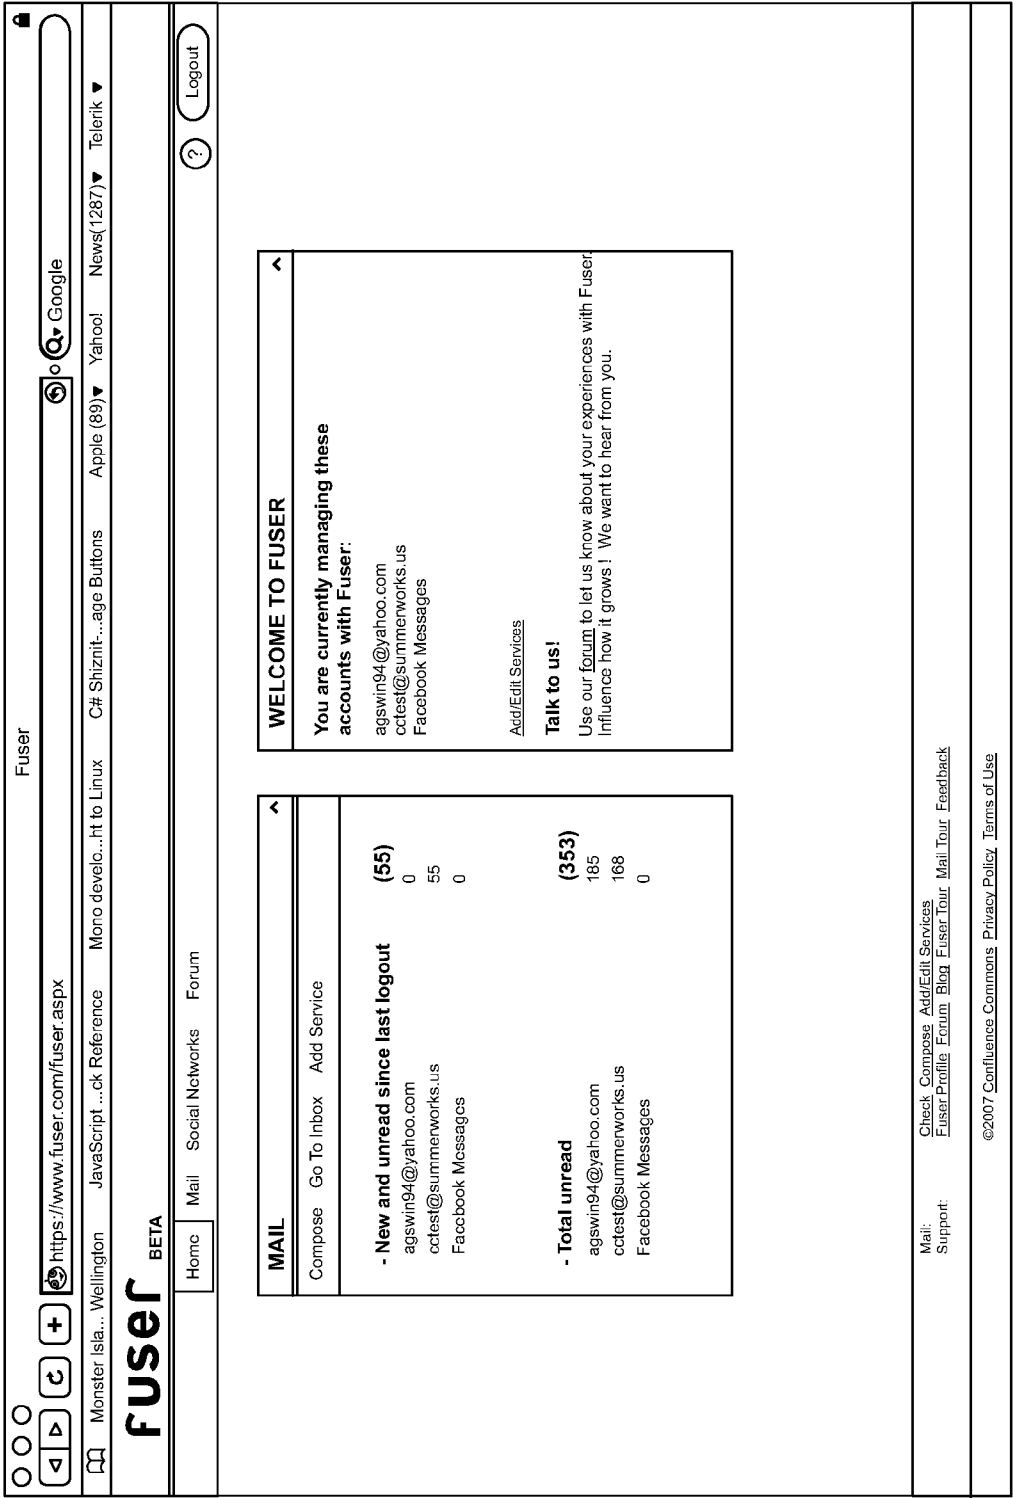 Fuser
https://www.fuser.com/fuser.aspx
Google
Monster Isla... Wellington
JavaScript ...ck Reference
Mono develo...ht to Linux
C# Shiznit-...age Buttons
Apple (89)▼
Yahoo!
News(1287)▼
Telerik ▼
fuser BETA
Home Mail Social Networks Forum
? Logout
MAIL
Compose Go To Inbox Add Service
- New and unread since last logout (55)
agswin94@yahoo.com 0
cctest@summerworks.us 55
Facebook Messages 0
- Total unread (353)
agswin94@yahoo.com 185
cctest@summerworks.us 168
Facebook Messages 0
WELCOME TO FUSER
You are currently managing these
accounts with Fuser:
agswin94@yahoo.com
cctest@summerworks.us
Facebook Messages
Add/Edit Services
Talk to us!
Use our forum to let us know about your experiences with Fuser.
Influence how it grows ! We want to hear from you.
Mail: Check Compose Add/Edit Services
Support: Fuser Profile Forum Blog Fuser Tour Mail Tour Feedback
©2007 Confluence Commons Privacy Policy Terms of Use